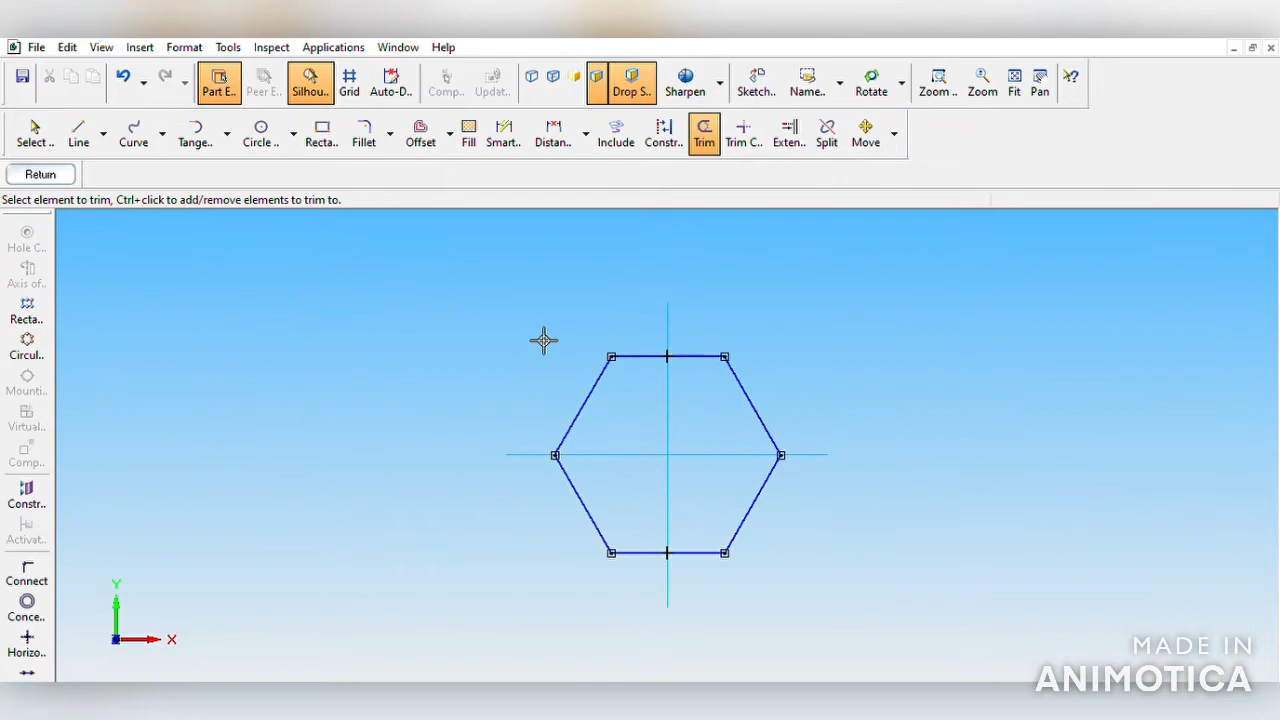 File Edit View Insert Format Tools Inspect Applications Window Help
Part E.. Peer E.. Silhou.. Grid Auto-D.. Comp.. Updat.. Drop S.. Sharpen Sketch.. Name.. Rotate Zoom .. Zoom Fit Pan
Select .. Line Curve Tange.. Circle .. Recta.. Fillet Offset Fill Smart.. Distan.. Include Constr.. Trim Trim C.. Exten.. Split Move
Return
Select element to trim, Ctrl+click to add/remove elements to trim to.
Hole C..
Axis of..
Recta..
Circul..
Mounti..
Virtual..
Comp..
Constr..
Activat..
Connect
Conce..
Horizo..
Y
X
MADE IN
ANIMOTICA